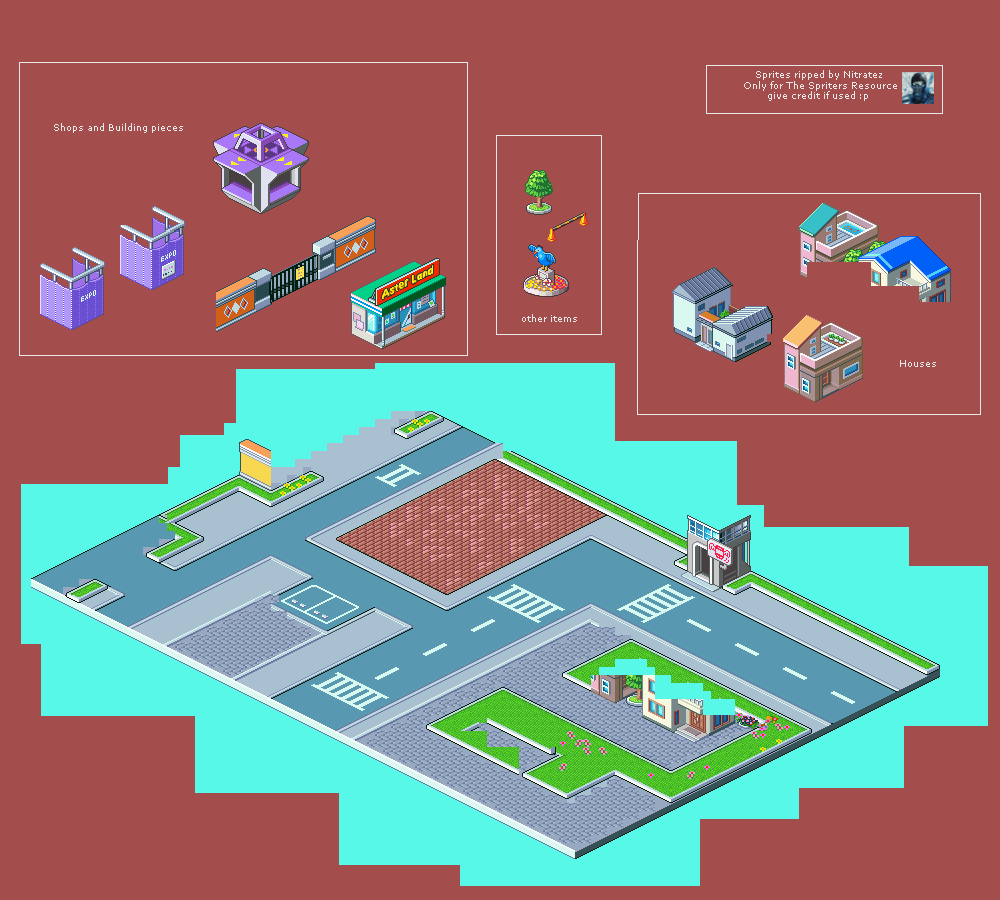 Sprites ripped by Nitratez
Only for The Spriters Resource
give credit if used :p
Shops and Building pieces
EXPO
EXPO
Aster Land
other items
Houses